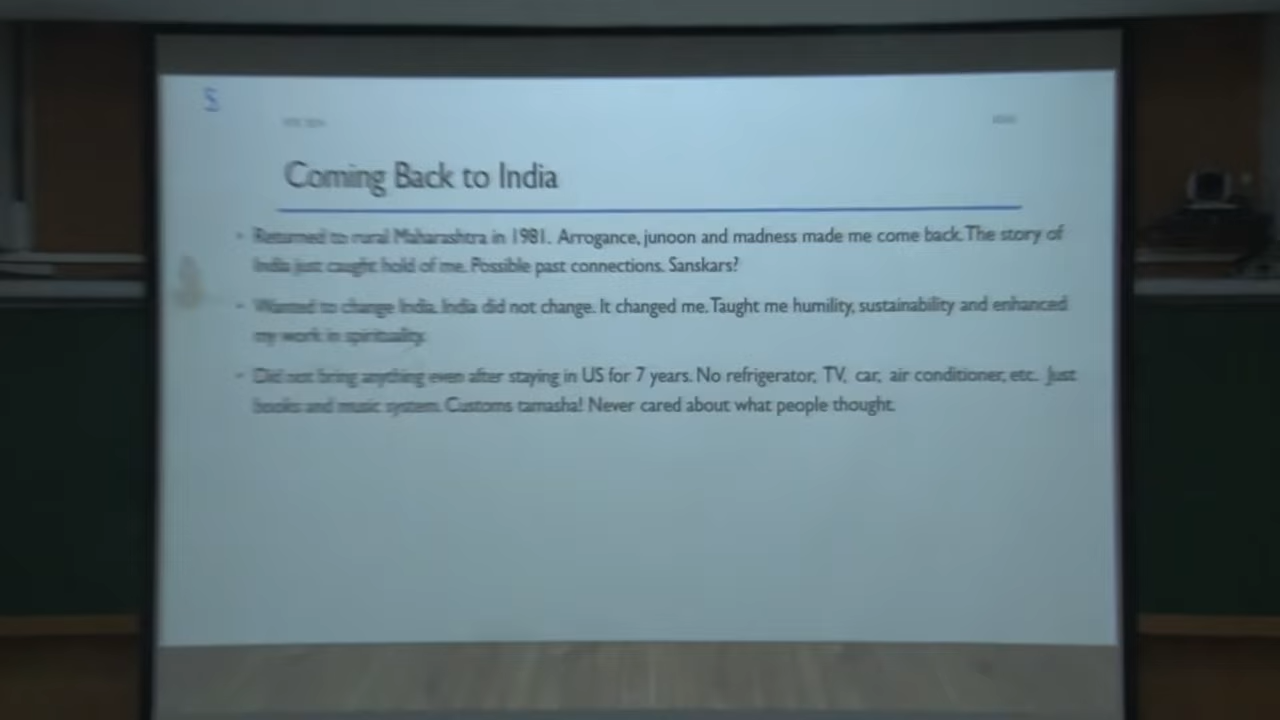 5
Coming Back to India
Returned to rural Maharashtra in 1981. Arrogance, junoon and madness made me come back. The story of
India just caught hold of me. Possible past connections. Sanskars?
Wanted to change India. India did not change. It changed me. Taught me humility, sustainability and enhanced
my work in spirituality.
Did not bring anything even after staying in US for 7 years. No refrigerator, TV, car, air conditioner, etc. Just
books and music system. Customs tamasha! Never cared about what people thought.